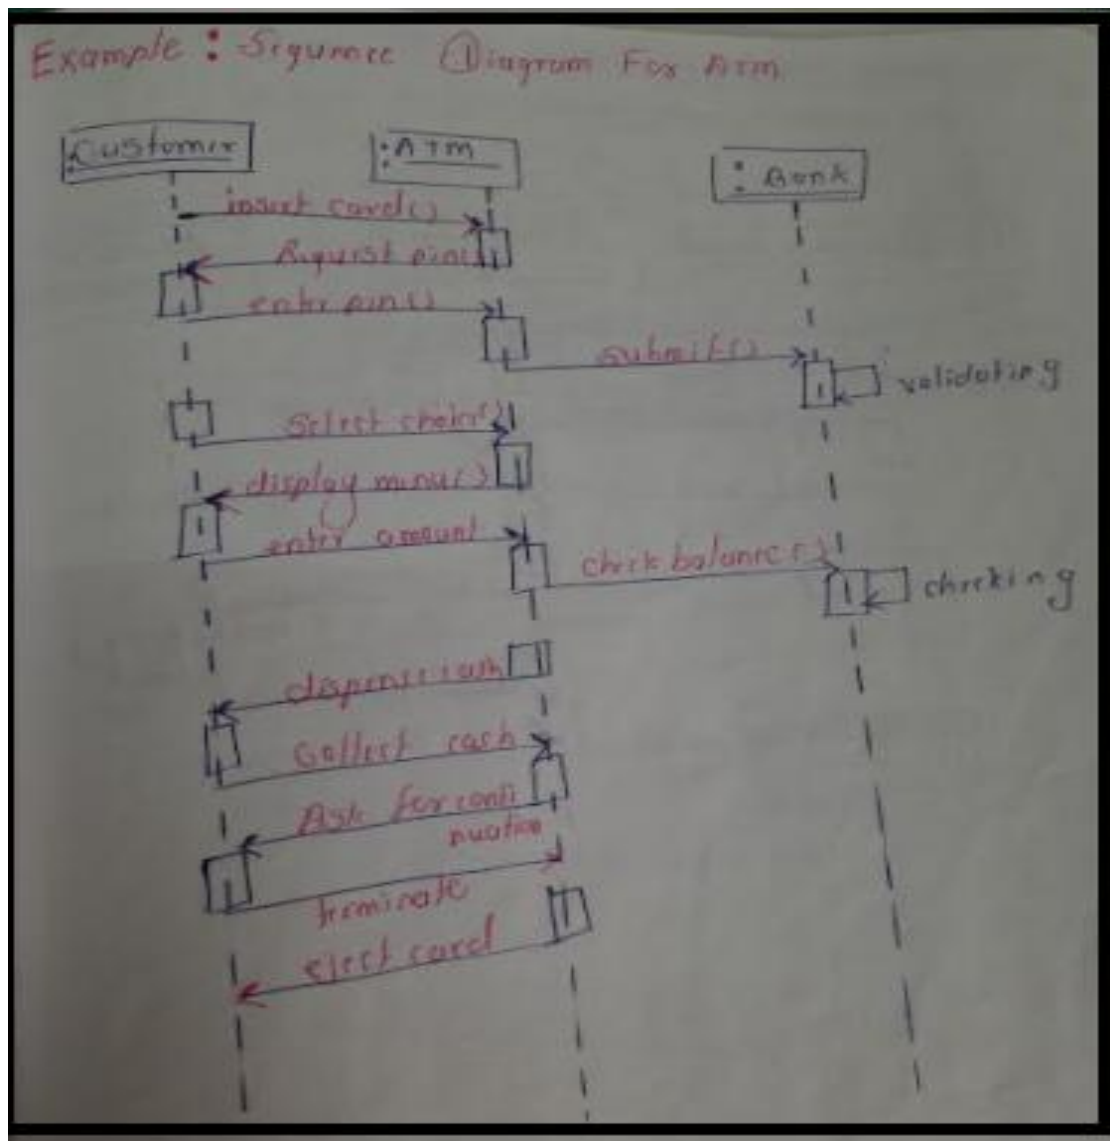 Example : Sequence Diagram For ATM
:Customer
:ATM
: Bank
insert card()
Request pin()
enter pin()
submit()
validating
Select choice()
display menu()
enter amount
check balance()
checking
dispense cash
Collect cash
Ask for conti
nuation
terminate
eject card